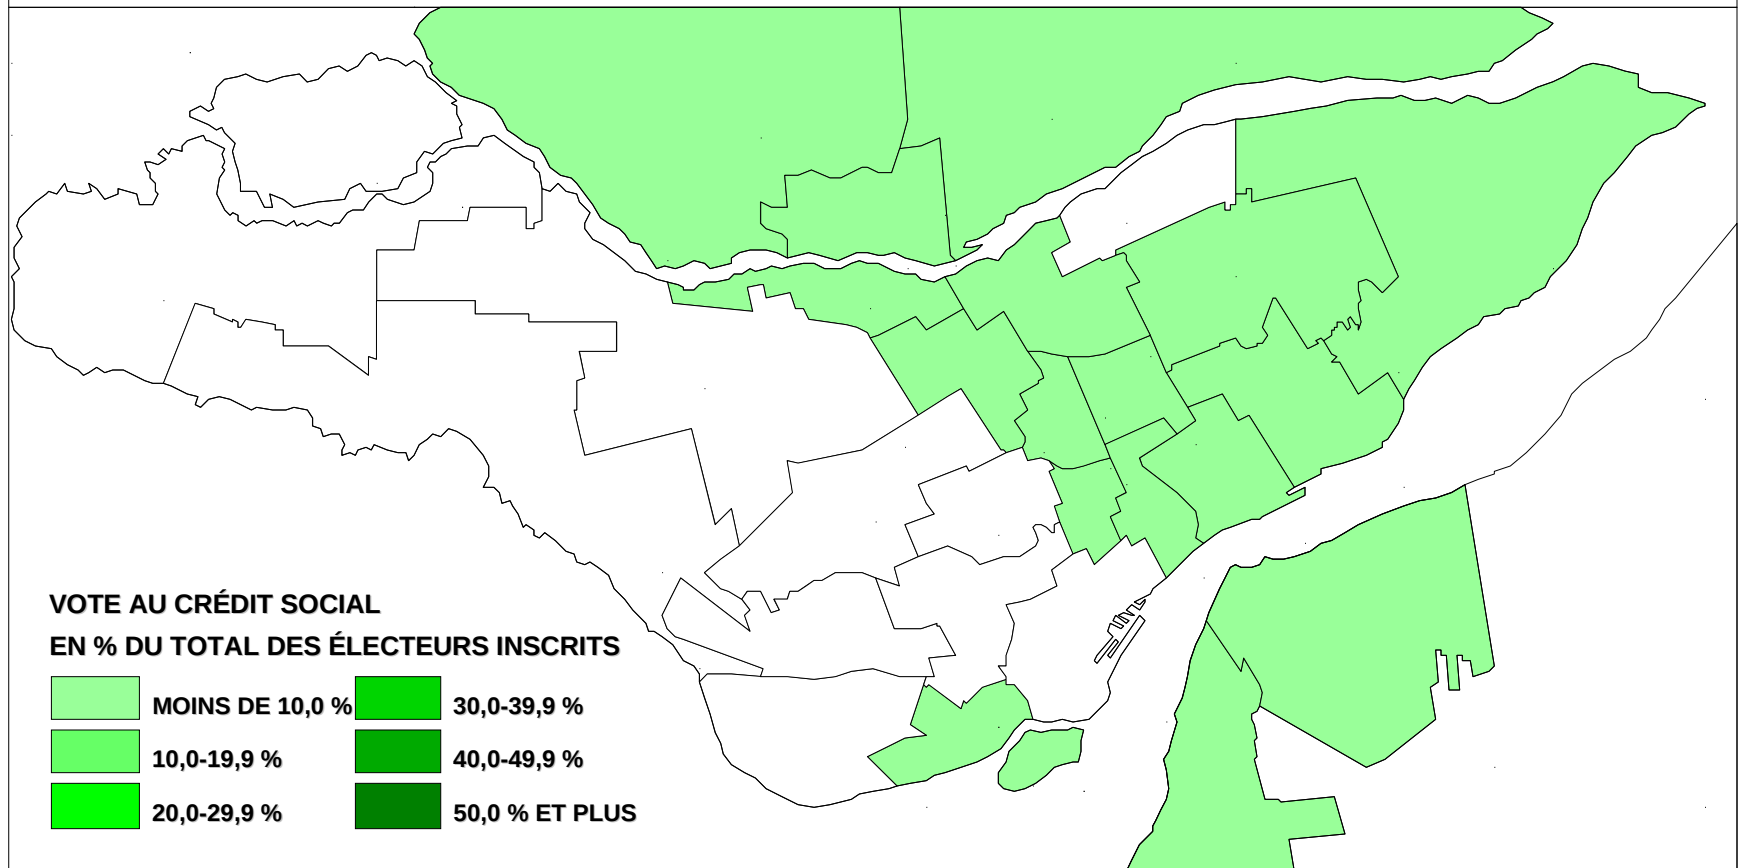 VOTE AU CRÉDIT SOCIAL
EN % DU TOTAL DES ÉLECTEURS INSCRITS
MOINS DE 10,0 % 30,0-39,9 %
10,0-19,9 % 40,0-49,9 %
20,0-29,9 % 50,0 % ET PLUS